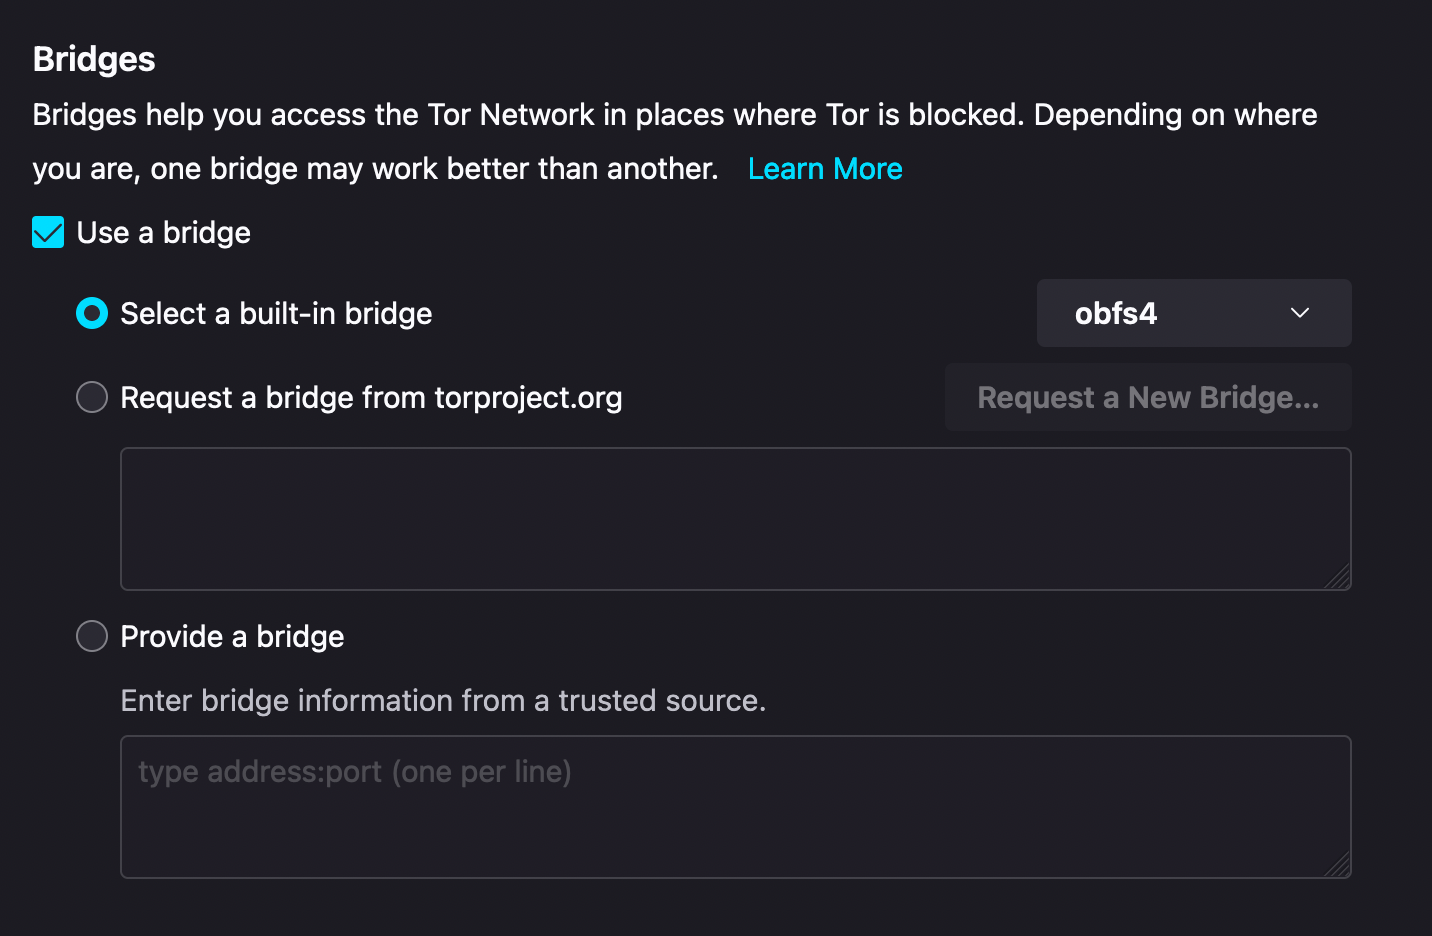 Bridges
Bridges help you access the Tor Network in places where Tor is blocked. Depending on where
you are, one bridge may work better than another. Learn More
Use a bridge
Select a built-in bridge
obfs4
Request a bridge from torproject.org
Request a New Bridge...
Provide a bridge
Enter bridge information from a trusted source.
type address:port (one per line)